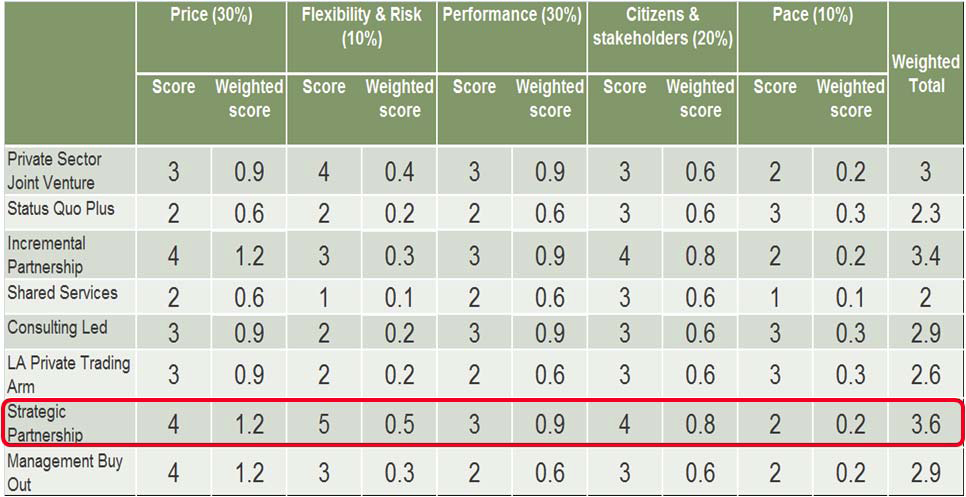 Price (30%) Flexibility & Risk (10%) Performance (30%) Citizens & stakeholders (20%) Pace (10%) Weighted Total
Score Weighted score Score Weighted score Score Weighted score Score Weighted score Score Weighted score
Private Sector Joint Venture 3 0.9 4 0.4 3 0.9 3 0.6 2 0.2 3
Status Quo Plus 2 0.6 2 0.2 2 0.6 3 0.6 3 0.3 2.3
Incremental Partnership 4 1.2 3 0.3 3 0.9 4 0.8 2 0.2 3.4
Shared Services 2 0.6 1 0.1 2 0.6 3 0.6 1 0.1 2
Consulting Led 3 0.9 2 0.2 3 0.9 3 0.6 3 0.3 2.9
LA Private Trading Arm 3 0.9 2 0.2 2 0.6 3 0.6 3 0.3 2.6
Strategic Partnership 4 1.2 5 0.5 3 0.9 4 0.8 2 0.2 3.6
Management Buy Out 4 1.2 3 0.3 2 0.6 3 0.6 2 0.2 2.9